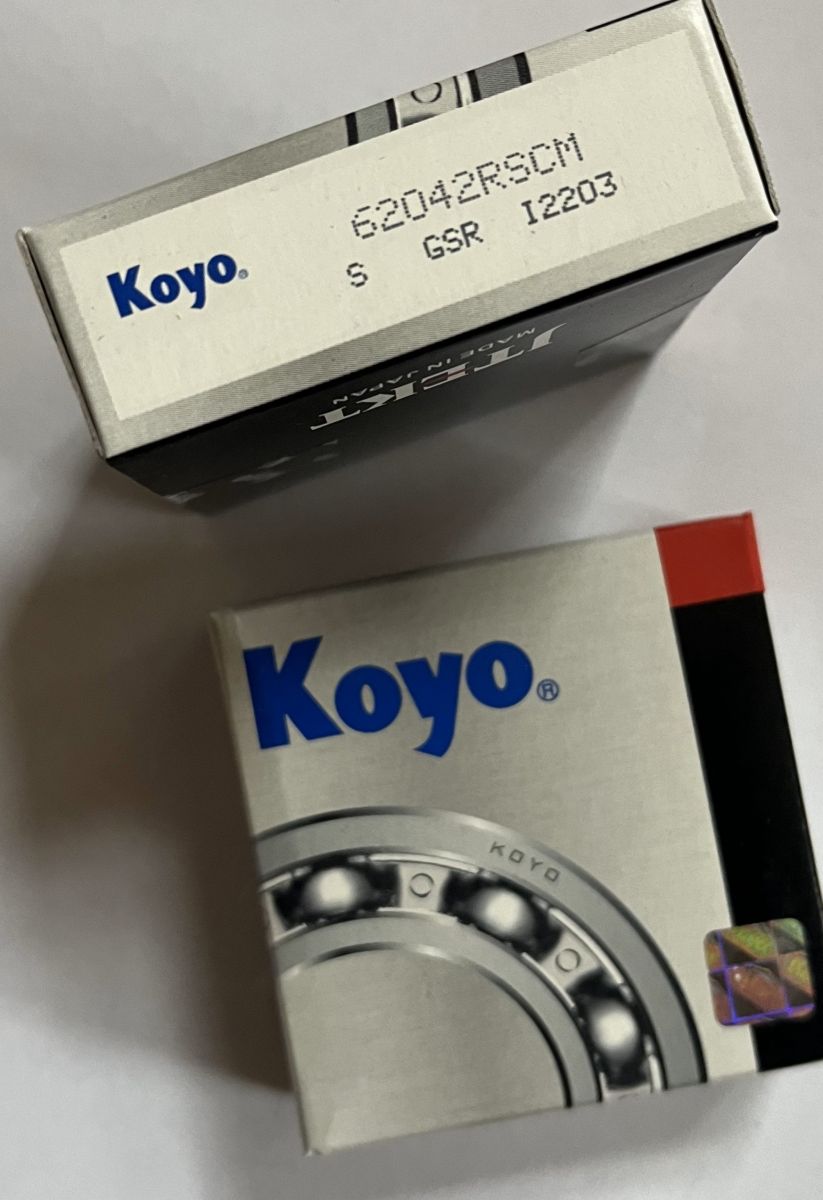 Koyo®
62042RSCM
S GSR I2203
JTEKT
MADE IN JAPAN
Koyo®
KOYO